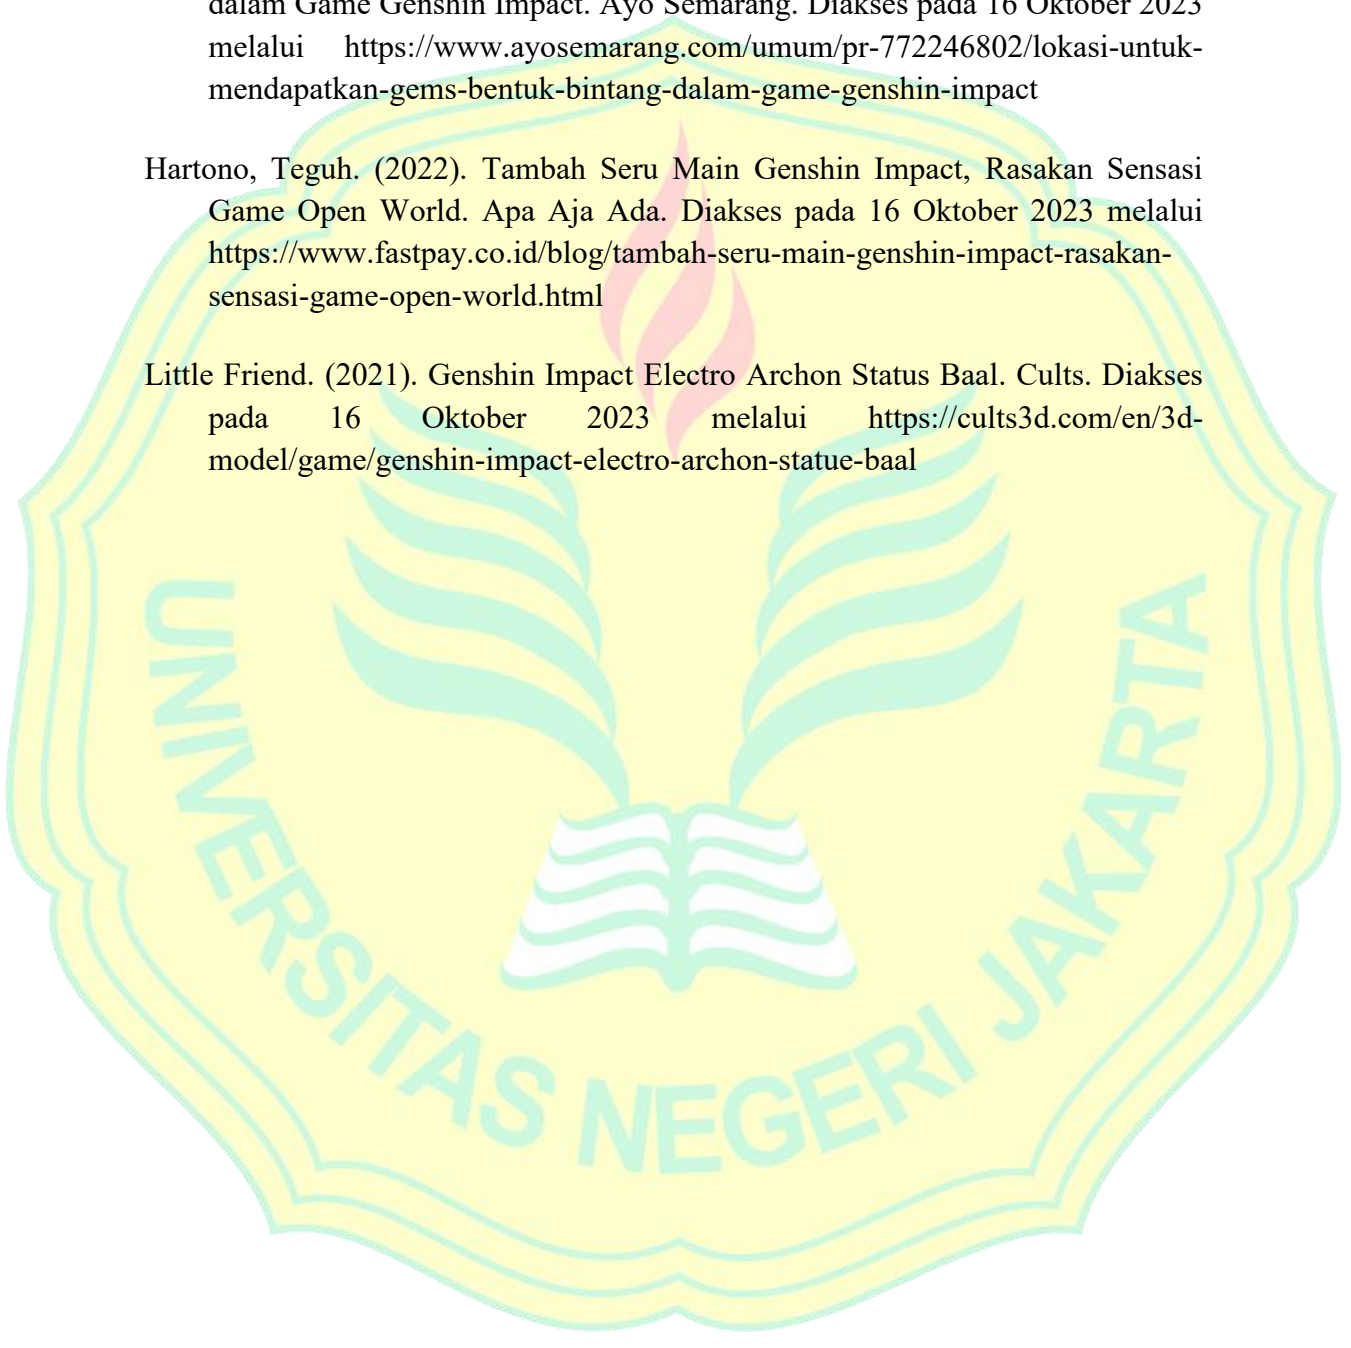 dalam Game Genshin Impact. Ayo Semarang. Diakses pada 16 Oktober 2023
melalui https://www.ayosemarang.com/umum/pr-772246802/lokasi-untuk-
mendapatkan-gems-bentuk-bintang-dalam-game-genshin-impact
Hartono, Teguh. (2022). Tambah Seru Main Genshin Impact, Rasakan Sensasi
Game Open World. Apa Aja Ada. Diakses pada 16 Oktober 2023 melalui
https://www.fastpay.co.id/blog/tambah-seru-main-genshin-impact-rasakan-
sensasi-game-open-world.html
Little Friend. (2021). Genshin Impact Electro Archon Status Baal. Cults. Diakses
pada 16 Oktober 2023 melalui https://cults3d.com/en/3d-
model/game/genshin-impact-electro-archon-statue-baal
UNIVERSITAS NEGERI JAKARTA